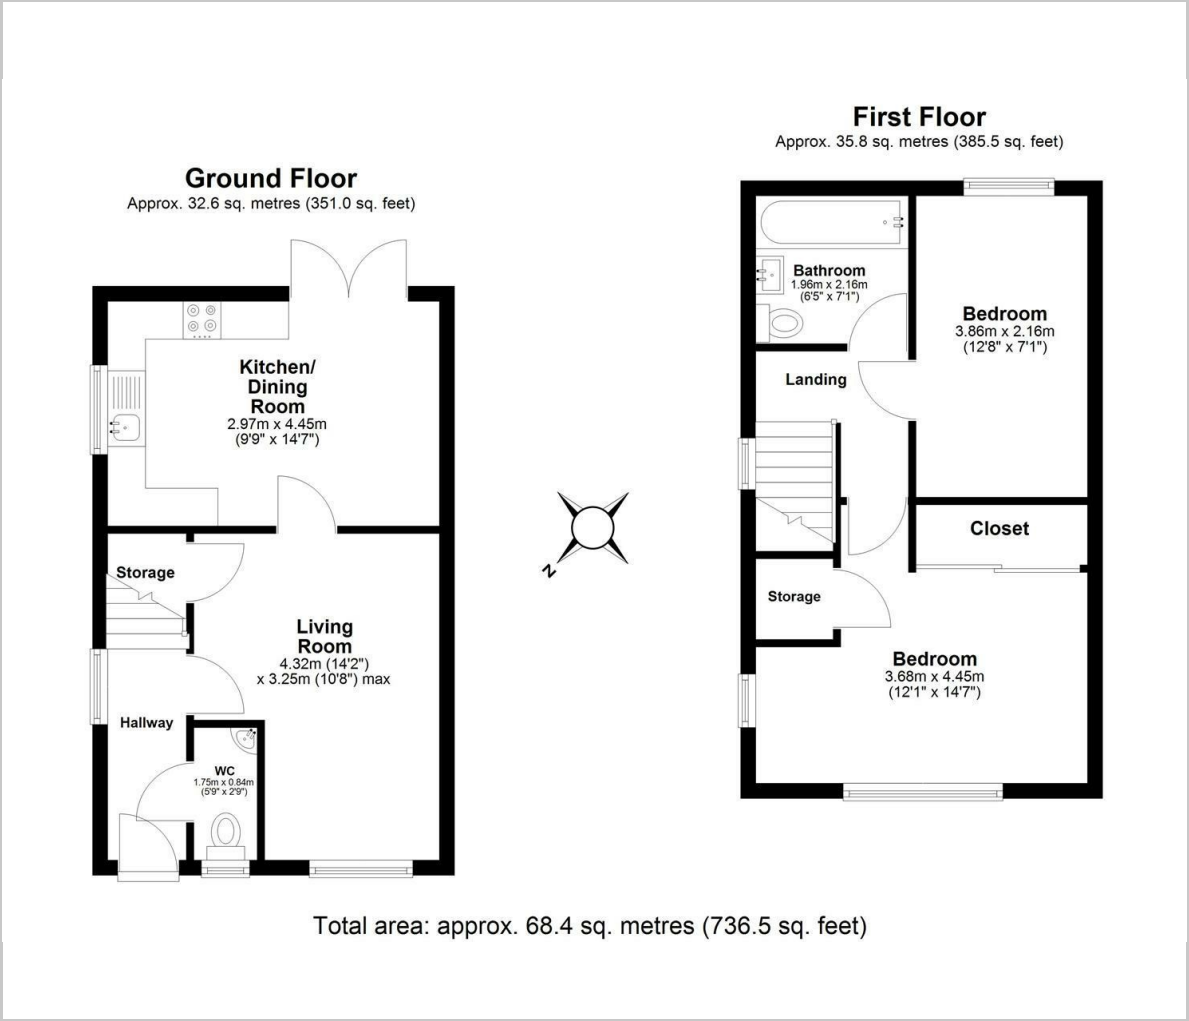 First Floor
Approx. 35.8 sq. metres (385.5 sq. feet)
Ground Floor
Approx. 32.6 sq. metres (351.0 sq. feet)
Kitchen/
Dining
Room
2.97m x 4.45m
(9'9" x 14'7")
Storage
Living
Room
4.32m (14'2")
x 3.25m (10'8") max
Hallway
WC
1.75m x 0.84m
(5'9" x 2'9")
N
Bathroom
1.96m x 2.16m
(6'5" x 7'1")
Bedroom
3.86m x 2.16m
(12'8" x 7'1")
Landing
Closet
Storage
Bedroom
3.68m x 4.45m
(12'1" x 14'7")
Total area: approx. 68.4 sq. metres (736.5 sq. feet)